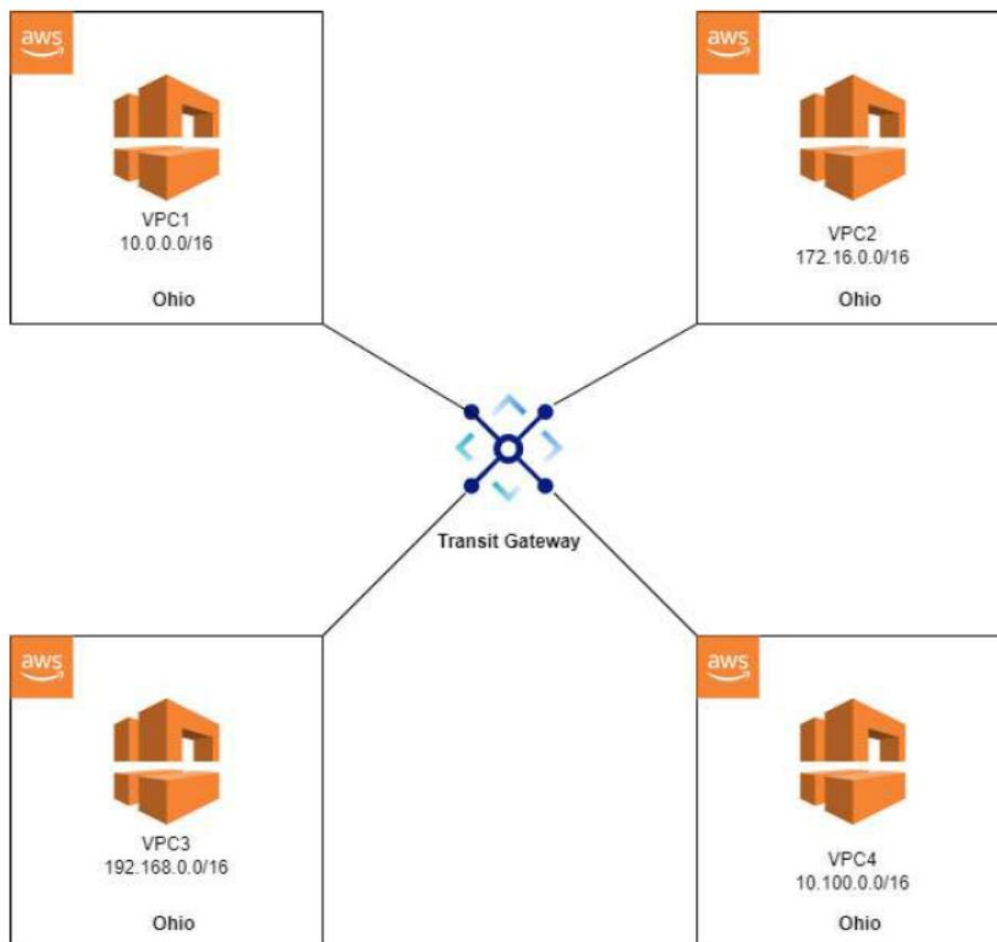 aws
VPC1
10.0.0.0/16
Ohio
aws
VPC2
172.16.0.0/16
Ohio
Transit Gateway
aws
VPC3
192.168.0.0/16
Ohio
aws
VPC4
10.100.0.0/16
Ohio